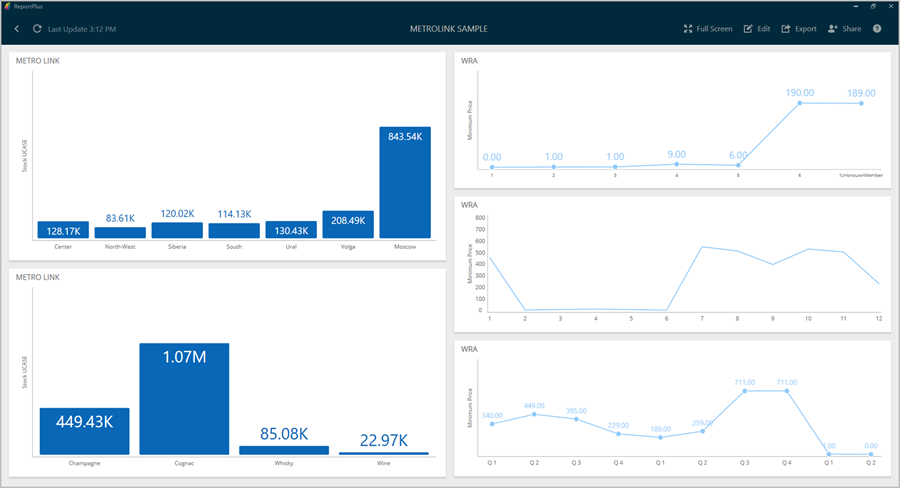 ReportPlus
Last Update 3:12 PM
METROLINK SAMPLE
Full Screen
Edit
Export
Share
?
METRO LINK
Stock UCASE
128.17K
83.61K
120.02K
114.13K
130.43K
208.49K
843.54K
Center
North-West
Siberia
South
Ural
Volga
Moscow
METRO LINK
Stock UCASE
449.43K
1.07M
85.08K
22.97K
Champagne
Cognac
Whisky
Wine
WRA
Minimum Price
0.00
1.00
1.00
9.00
6.00
190.00
189.00
1
2
3
4
5
6
!UnknouwnMember
WRA
Minimum Price
800
700
600
500
400
300
200
100
0
1
2
3
4
5
6
7
8
9
10
11
12
WRA
Minimum Price
340.00
449.00
395.00
229.00
189.00
259.00
711.00
711.00
1.00
0.00
Q 1
Q 2
Q 3
Q 4
Q 1
Q 2
Q 3
Q 4
Q 1
Q 2